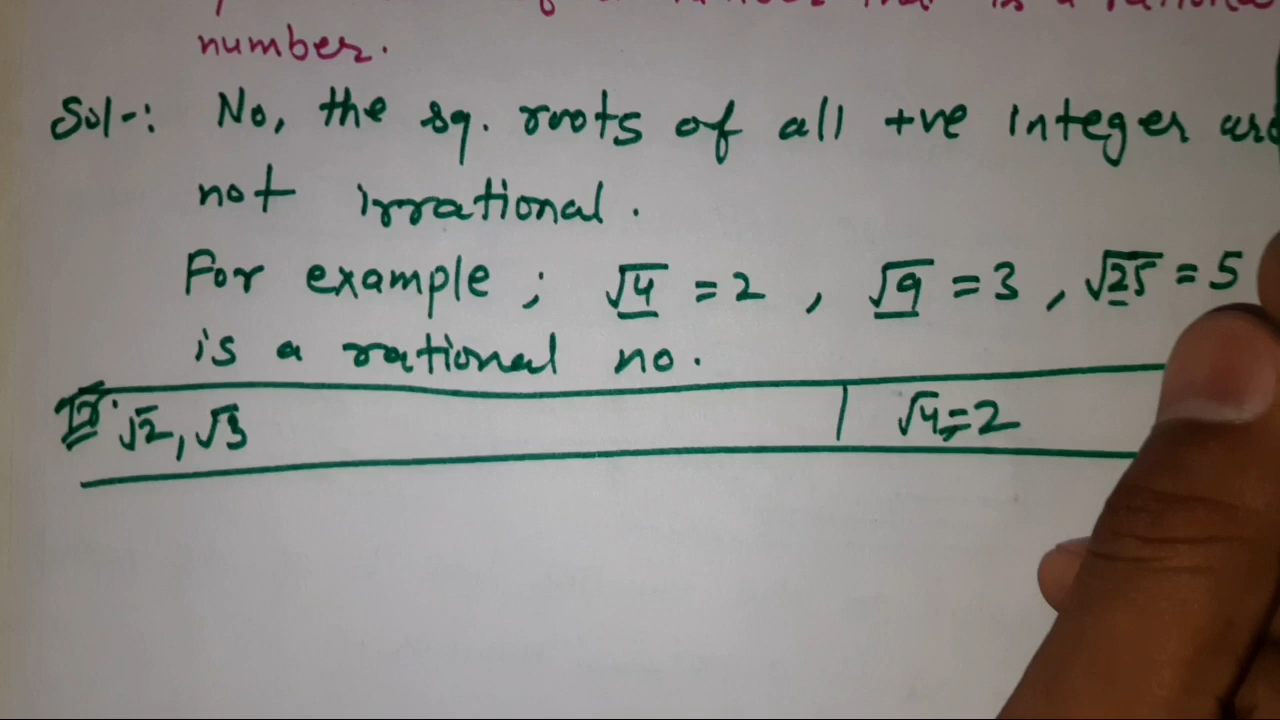 number.
Sol-: No, the sq. roots of all +ve integer are
not irrational.
For example ; √4 = 2 , √9 = 3 , √25 = 5
is a rational no.
√2, √3 | √4 = 2